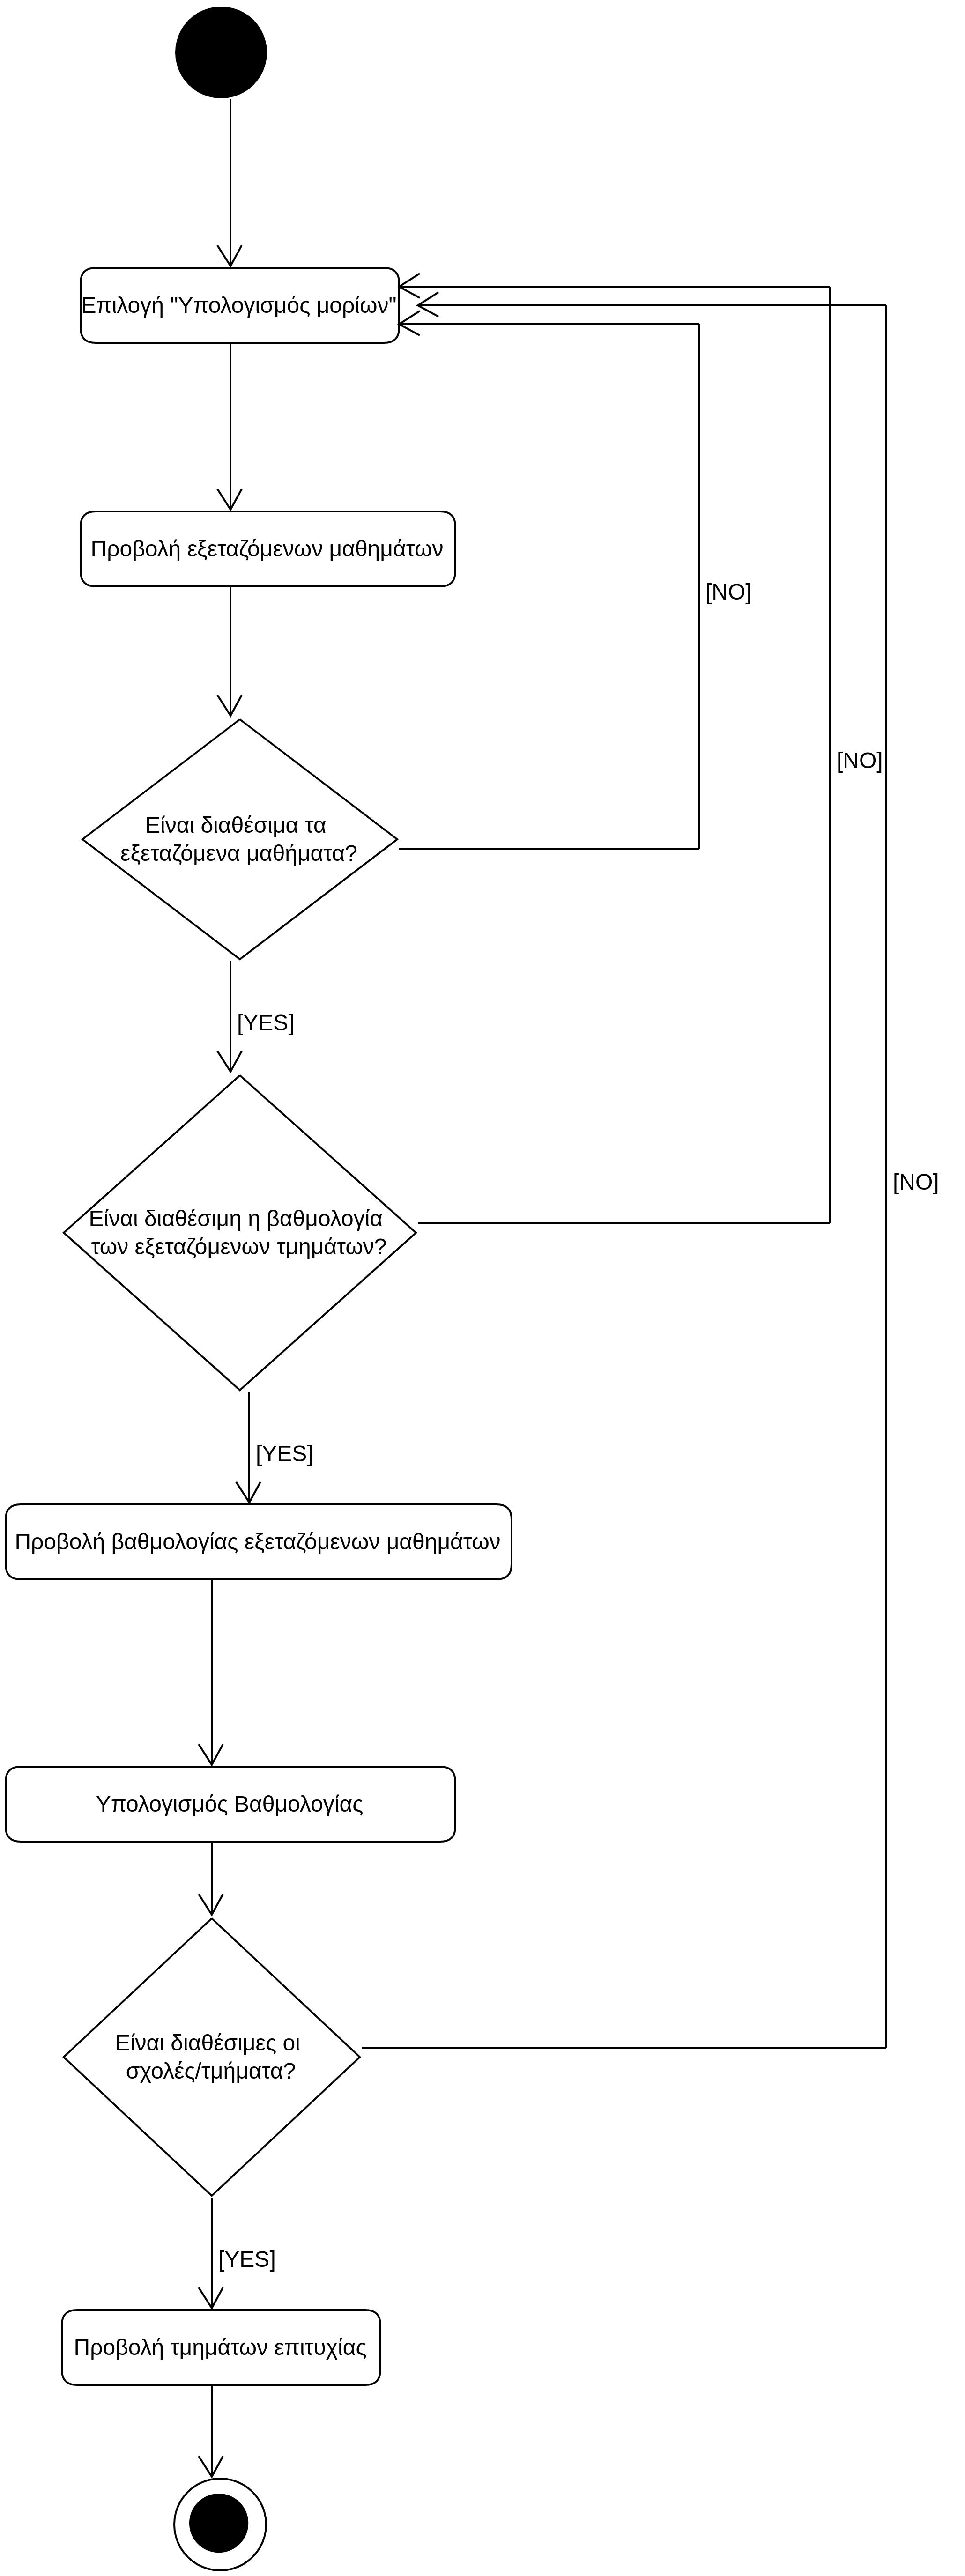 Επιλογή "Υπολογισμός μορίων"
Προβολή εξεταζόμενων μαθημάτων
[NO]
[NO]
Είναι διαθέσιμα τα
εξεταζόμενα μαθήματα?
[YES]
[NO]
Είναι διαθέσιμη η βαθμολογία
των εξεταζόμενων τμημάτων?
[YES]
Προβολή βαθμολογίας εξεταζόμενων μαθημάτων
Υπολογισμός Βαθμολογίας
Είναι διαθέσιμες οι
σχολές/τμήματα?
[YES]
Προβολή τμημάτων επιτυχίας